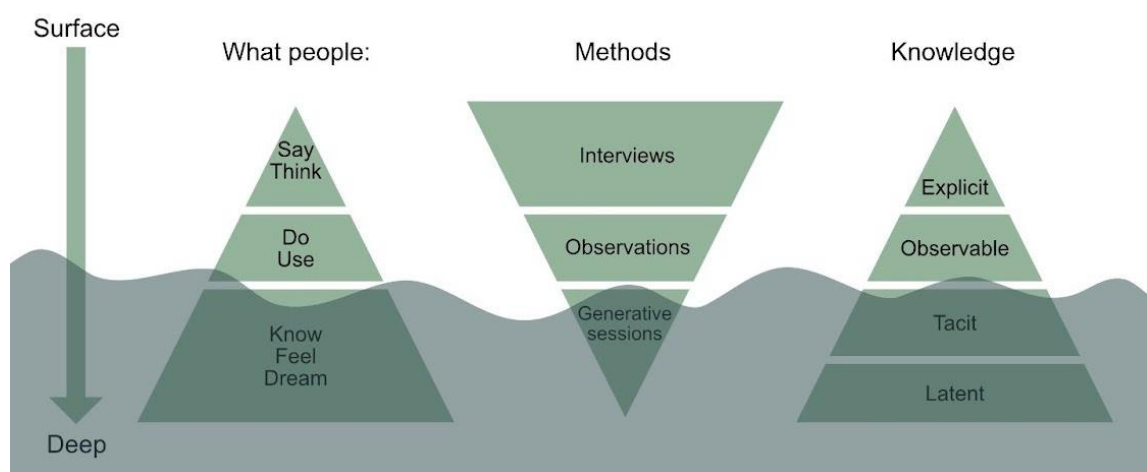 Surface
What people:
Methods
Knowledge
Say
Think
Interviews
Explicit
Do
Use
Observations
Observable
Know
Feel
Dream
Generative
sessions
Tacit
Latent
Deep